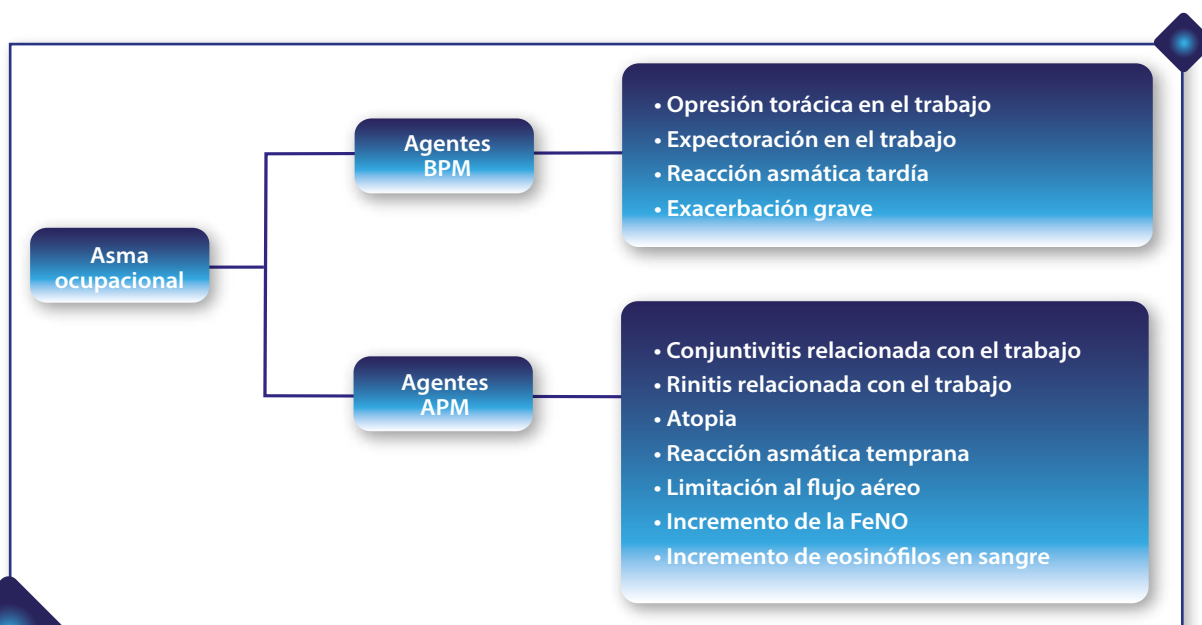 Asma
ocupacional
Agentes
BPM
• Opresión torácica en el trabajo
• Expectoración en el trabajo
• Reacción asmática tardía
• Exacerbación grave
Agentes
APM
• Conjuntivitis relacionada con el trabajo
• Rinitis relacionada con el trabajo
• Atopia
• Reacción asmática temprana
• Limitación al flujo aéreo
• Incremento de la FeNO
• Incremento de eosinófilos en sangre